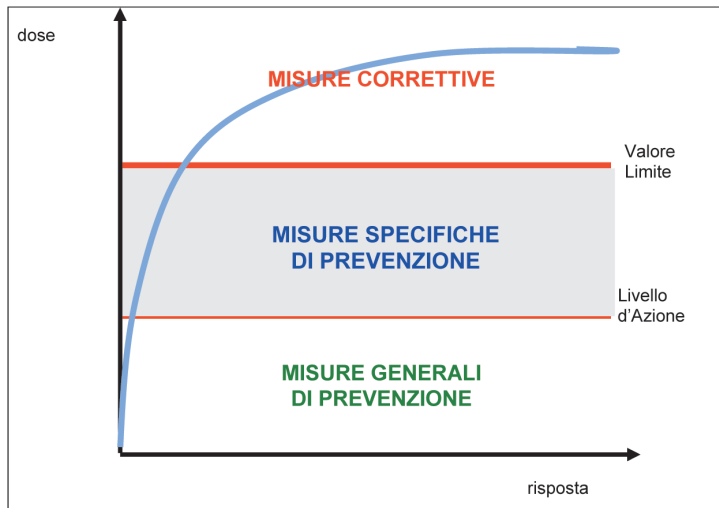 dose
MISURE CORRETTIVE
Valore
Limite
MISURE SPECIFICHE
DI PREVENZIONE
Livello
d'Azione
MISURE GENERALI
DI PREVENZIONE
risposta